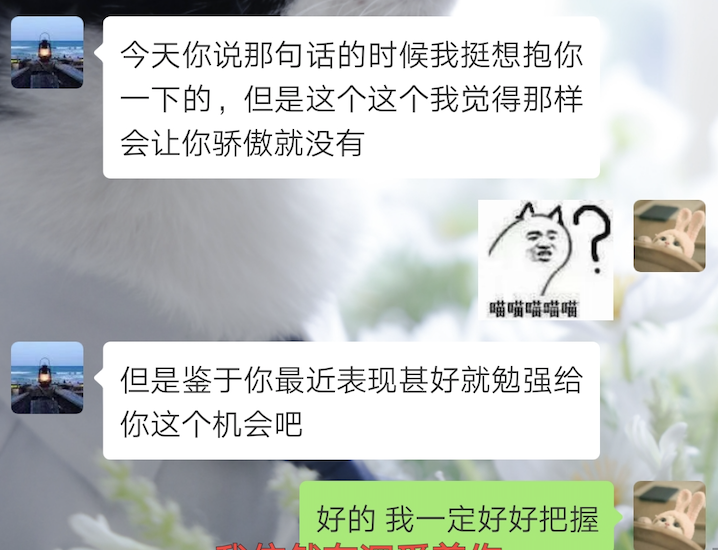 今天你说那句话的时候我挺想抱你
一下的，但是这个这个我觉得那样
会让你骄傲就没有
喵喵喵喵喵
但是鉴于你最近表现甚好就勉强给
你这个机会吧
好的 我一定好好把握